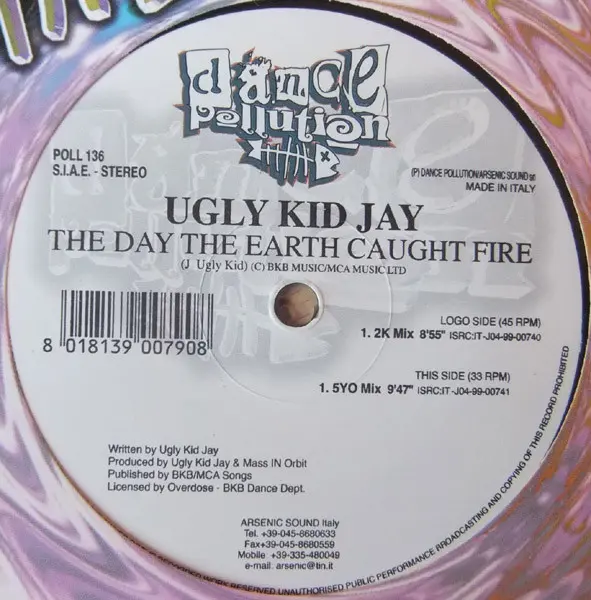 dance
Pollution
POLL 136
S.I.A.E. - STEREO
(P) DANCE POLLUTION/ARSENIC SOUND
MADE IN ITALY
UGLY KID JAY
THE DAY THE EARTH CAUGHT FIRE
(J Ugly Kid) (C) BKB MUSIC/MCA MUSIC LTD
8 018139 007908
LOGO SIDE (45 RPM)
1. 2K Mix 8'55" ISRC:IT-J04-99-00740
THIS SIDE (33 RPM)
1. 5YO Mix 9'47" ISRC:IT-J04-99-00741
Written by Ugly Kid Jay
Produced by Ugly Kid Jay & Mass IN Orbit
Published by BKB/MCA Songs
Licensed by Overdose - BKB Dance Dept.
ARSENIC SOUND Italy
Tel. +39-045-8680633
Fax+39-045-8680559
Mobile +39-335-480049
e-mail: arsenic@tin.it
WORK RESERVED UNAUTHORISED PUBLIC PERFORMANCE BROADCASTING AND COPYING OF THIS RECORD PROHIBITED